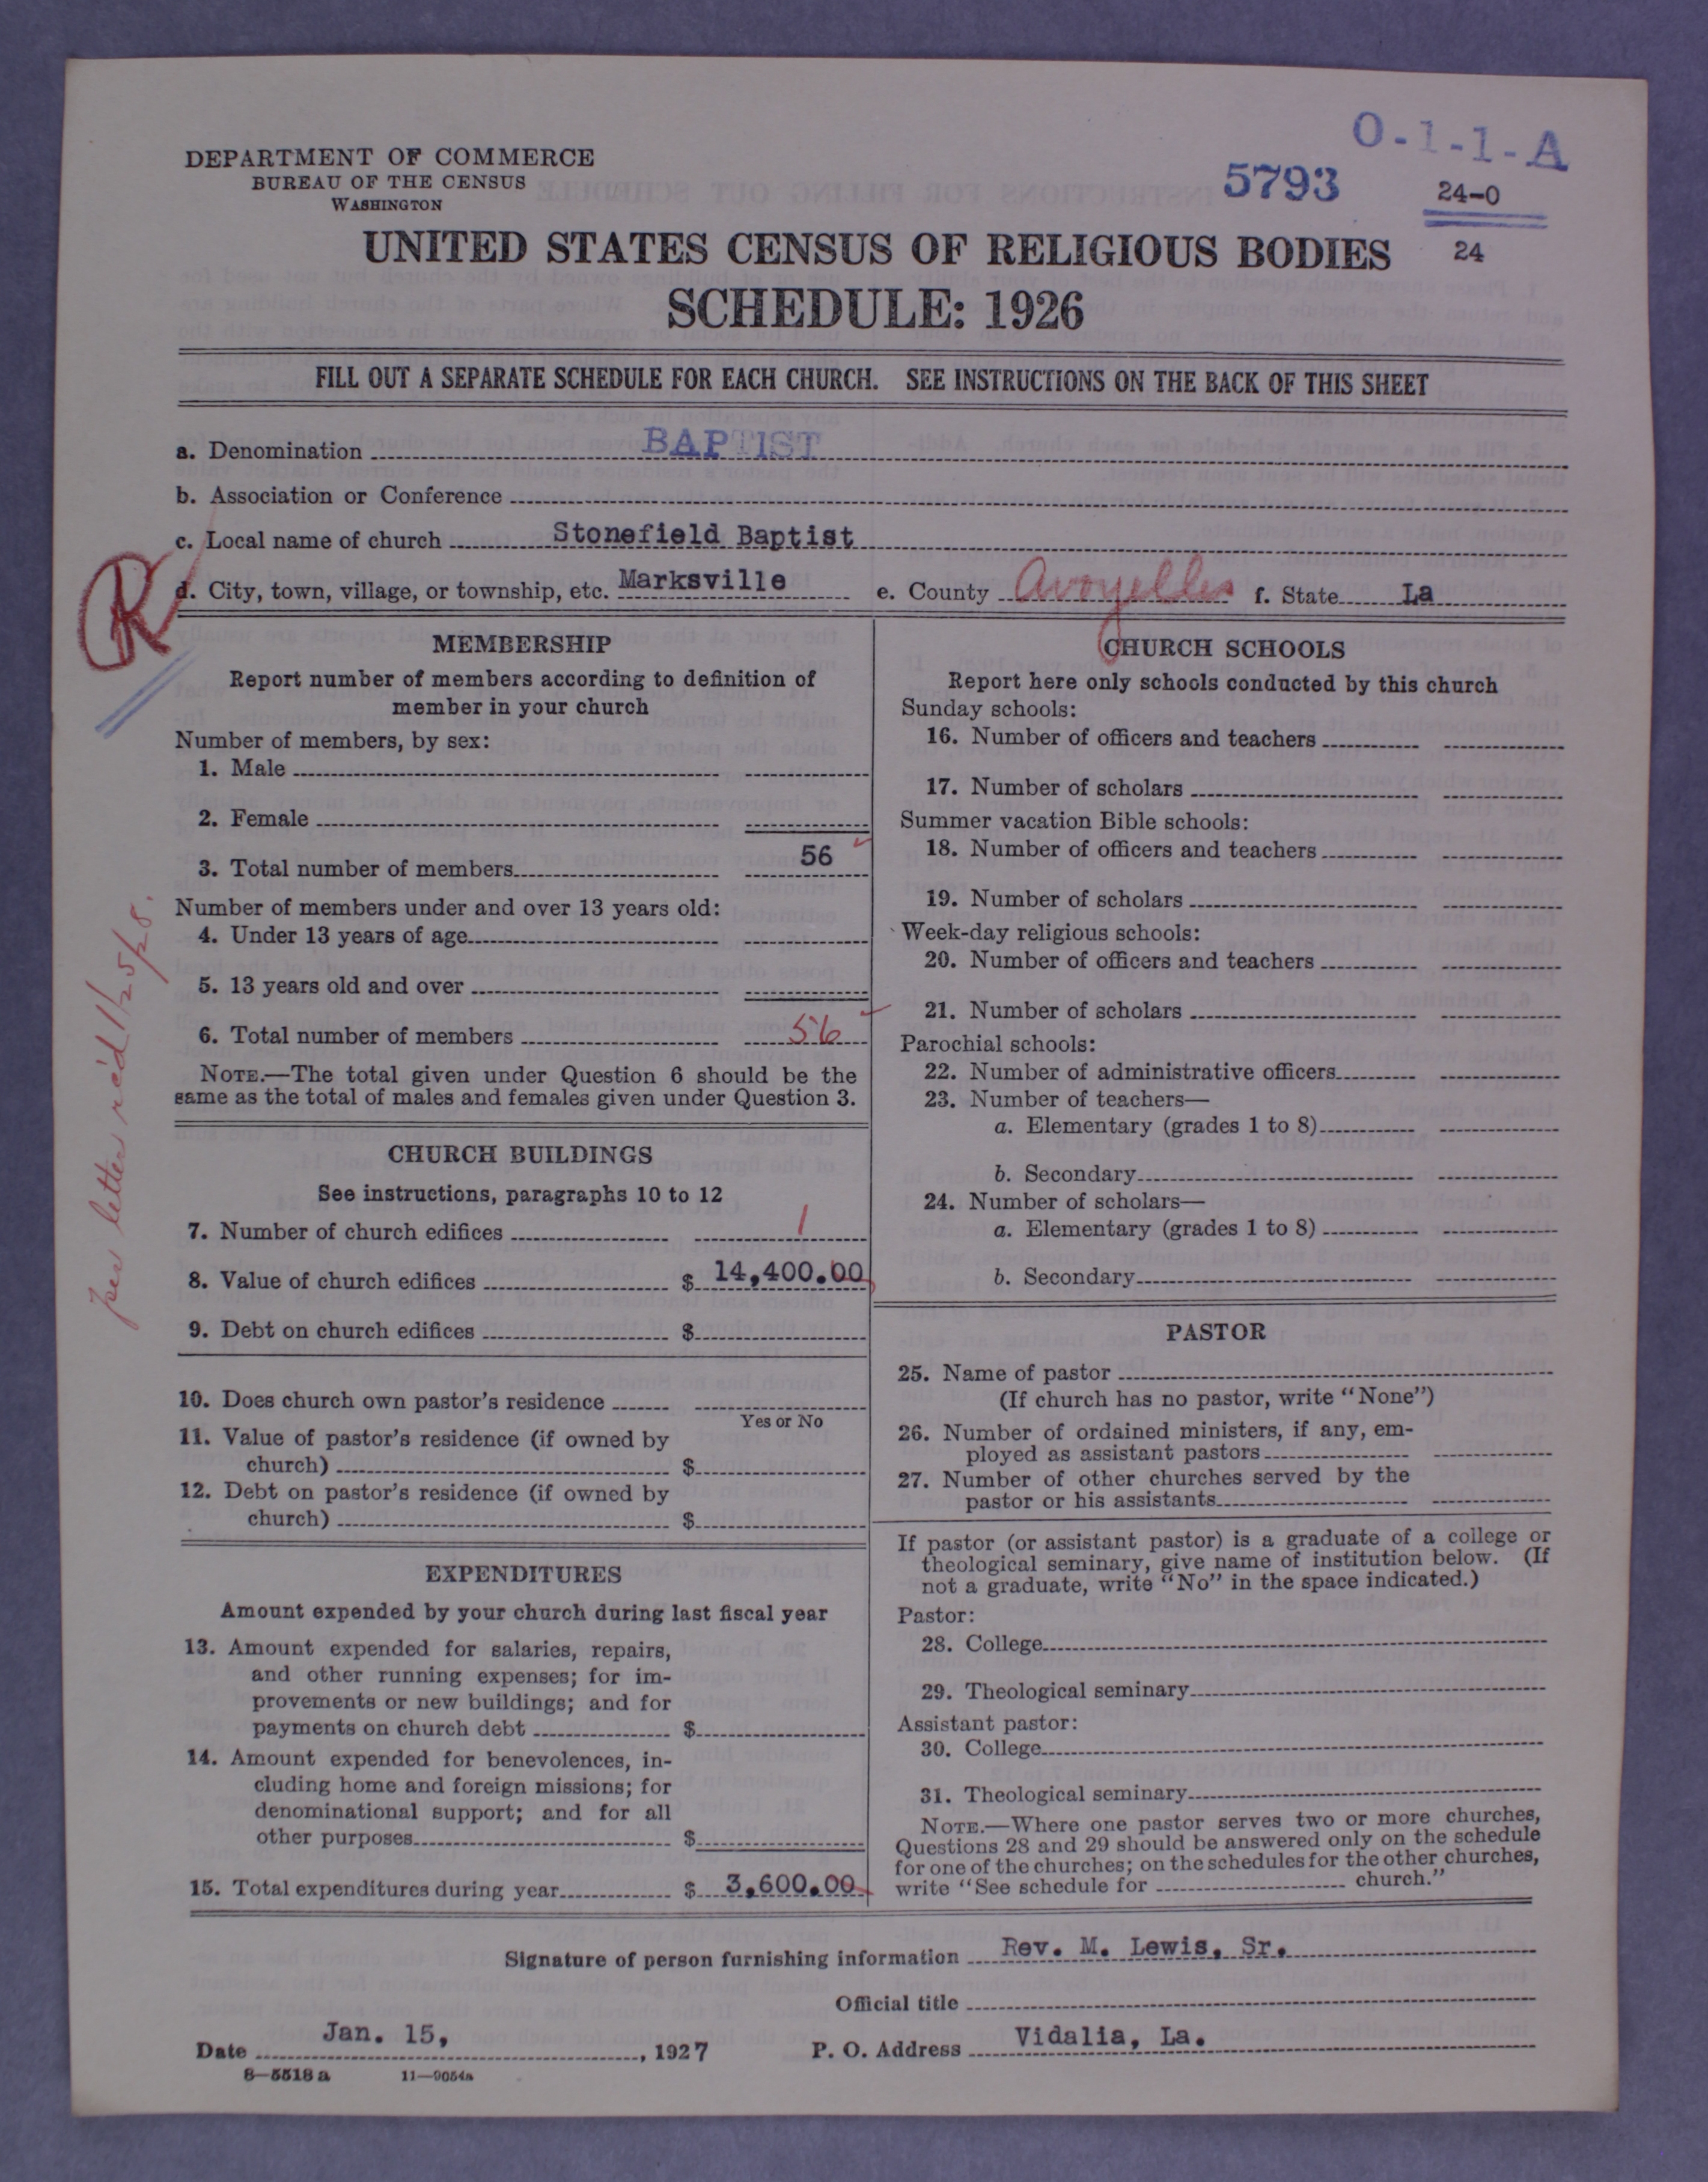 O-1-1-A
DEPARTMENT OF COMMERCE
BUREAU OF THE CENSUS
WASHINGTON
5793
24-0
24
UNITED STATES CENSUS OF RELIGIOUS BODIES
SCHEDULE: 1926
FILL OUT A SEPARATE SCHEDULE FOR EACH CHURCH. SEE INSTRUCTIONS ON THE BACK OF THIS SHEET
a. Denomination BAPTIST
b. Association or Conference
c. Local name of church Stonefield Baptist
R
d. City, town, village, or township, etc. Marksville e. County Avoyelles f. State La
per letter rc'd 1/25/28.
MEMBERSHIP
Report number of members according to definition of
member in your church
Number of members, by sex:
1. Male
2. Female
3. Total number of members 56
Number of members under and over 13 years old:
4. Under 13 years of age
5. 13 years old and over
6. Total number of members 56
NOTE.—The total given under Question 6 should be the
same as the total of males and females given under Question 3.
CHURCH BUILDINGS
See instructions, paragraphs 10 to 12
7. Number of church edifices 1
8. Value of church edifices $ 14,400.00
9. Debt on church edifices $
10. Does church own pastor's residence
Yes or No
11. Value of pastor's residence (if owned by
church) $
12. Debt on pastor's residence (if owned by
church) $
EXPENDITURES
Amount expended by your church during last fiscal year
13. Amount expended for salaries, repairs,
and other running expenses; for im-
provements or new buildings; and for
payments on church debt $
14. Amount expended for benevolences, in-
cluding home and foreign missions; for
denominational support; and for all
other purposes $
15. Total expenditures during year $ 3,600.00
CHURCH SCHOOLS
Report here only schools conducted by this church
Sunday schools:
16. Number of officers and teachers
17. Number of scholars
Summer vacation Bible schools:
18. Number of officers and teachers
19. Number of scholars
Week-day religious schools:
20. Number of officers and teachers
21. Number of scholars
Parochial schools:
22. Number of administrative officers
23. Number of teachers—
a. Elementary (grades 1 to 8)
b. Secondary
24. Number of scholars—
a. Elementary (grades 1 to 8)
b. Secondary
PASTOR
25. Name of pastor
(If church has no pastor, write "None")
26. Number of ordained ministers, if any, em-
ployed as assistant pastors
27. Number of other churches served by the
pastor or his assistants
If pastor (or assistant pastor) is a graduate of a college or
theological seminary, give name of institution below. (If
not a graduate, write "No" in the space indicated.)
Pastor:
28. College
29. Theological seminary
Assistant pastor:
30. College
31. Theological seminary
NOTE.—Where one pastor serves two or more churches,
Questions 28 and 29 should be answered only on the schedule
for one of the churches; on the schedules for the other churches,
write "See schedule for church."
Signature of person furnishing information Rev. M. Lewis, Sr.
Official title
Date Jan. 15, , 1927 P. O. Address Vidalia, La.
8—5518 a 11—9054a